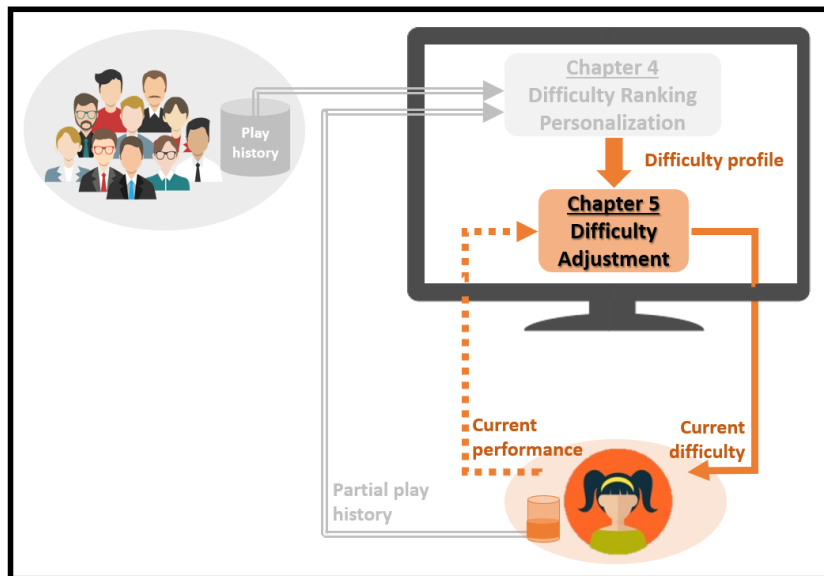 Play
history
Chapter 4
Difficulty Ranking
Personalization
Difficulty profile
Chapter 5
Difficulty
Adjustment
Current
performance
Current
difficulty
Partial play
history